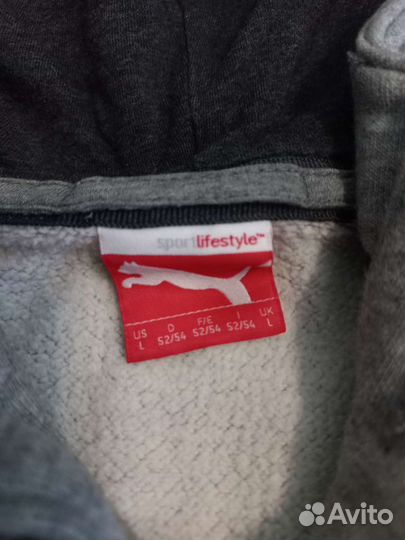 sportlifestyle™
US D F/E I UK
L 52/54 52/54 52/54 L
Avito